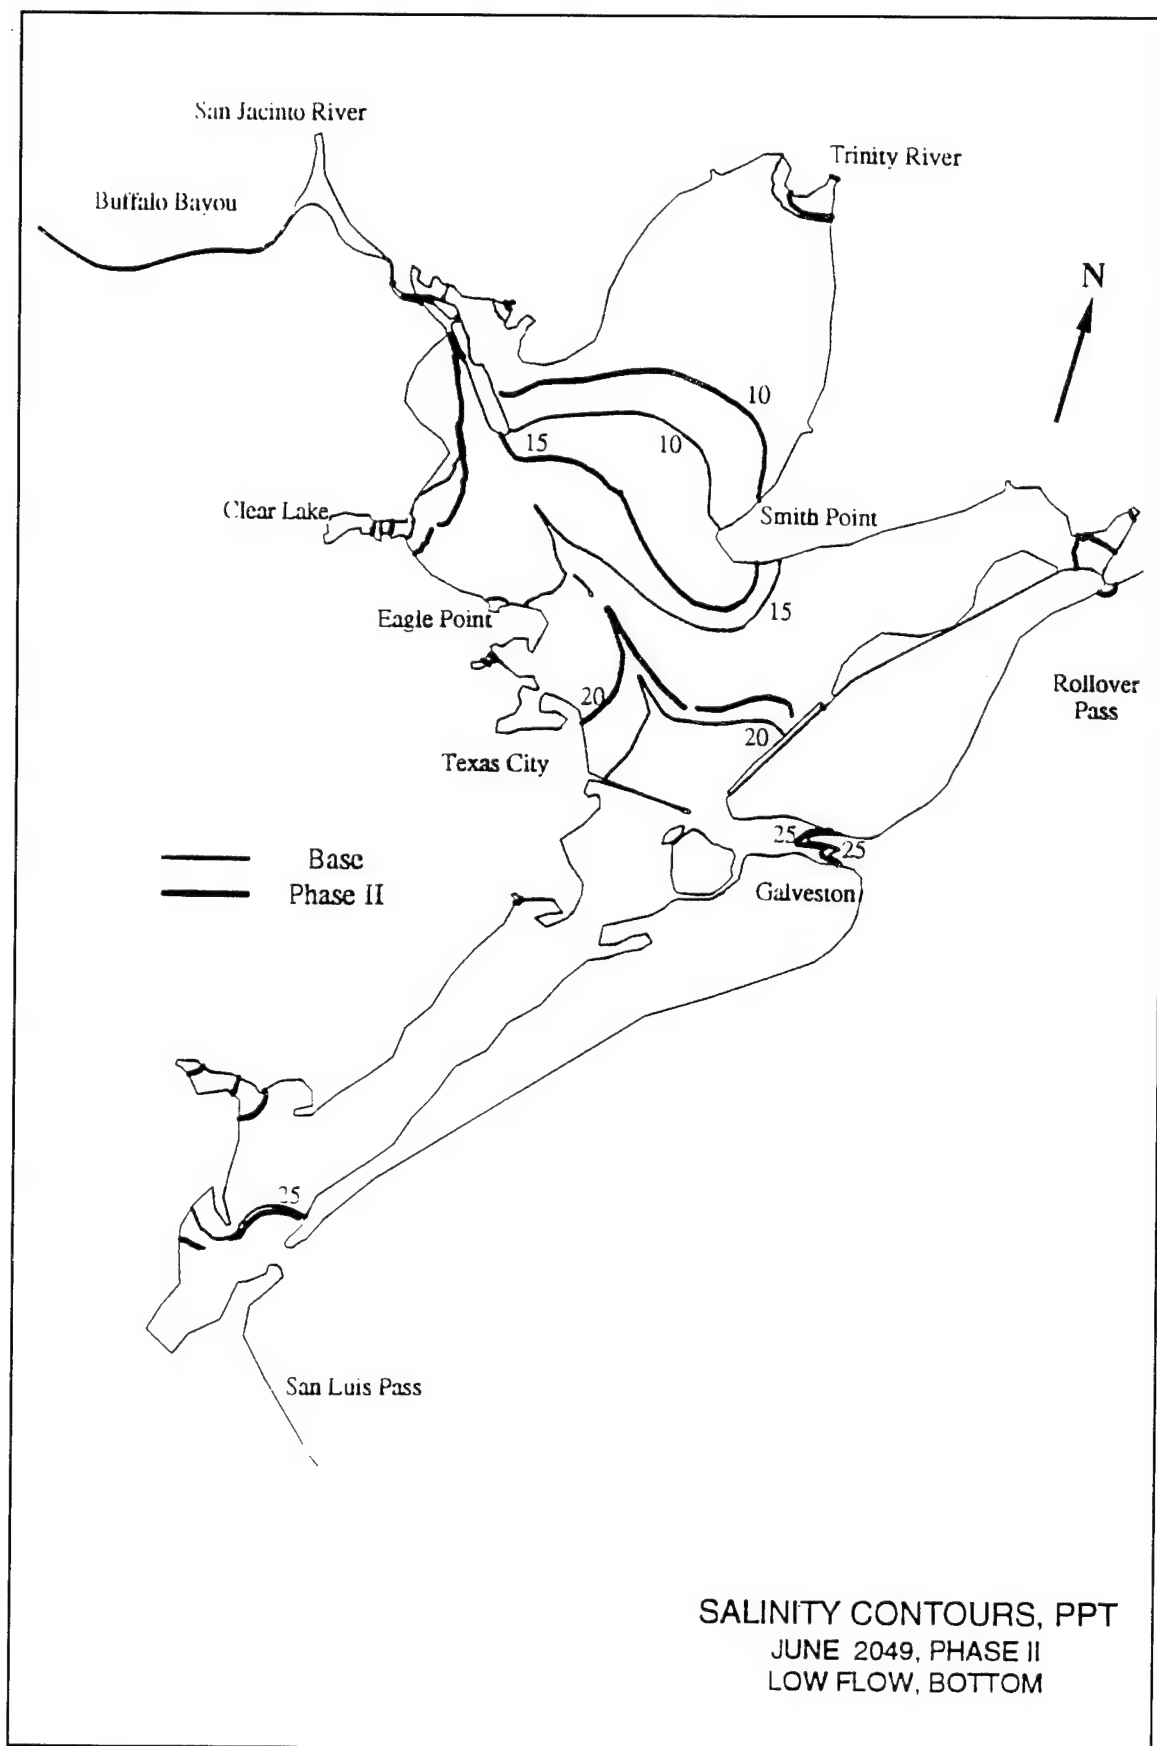 San Jacinto River
Trinity River
Buffalo Bayou
N
10
15
10
Clear Lake
Smith Point
15
Eagle Point
20
Rollover
Pass
20
Texas City
25
25
Base
Phase II
Galveston
25
San Luis Pass
SALINITY CONTOURS, PPT
JUNE 2049, PHASE II
LOW FLOW, BOTTOM